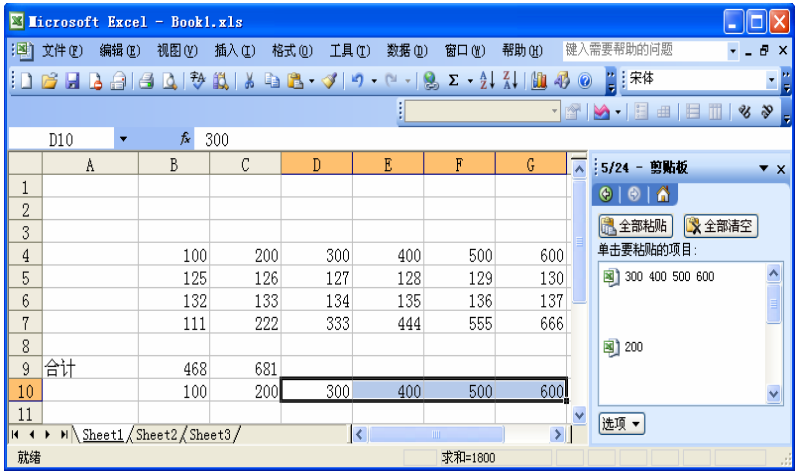 Microsoft Excel - Book1.xls
文件(F) 编辑(E) 视图(V) 插入(I) 格式(O) 工具(T) 数据(D) 窗口(W) 帮助(H) 键入需要帮助的问题
宋体
D10 fx 300
A B C D E F G
1
2
3
4 100 200 300 400 500 600
5 125 126 127 128 129 130
6 132 133 134 135 136 137
7 111 222 333 444 555 666
8
9 合计 468 681
10 100 200 300 400 500 600
11
Sheet1 Sheet2 Sheet3
就绪 求和=1800
5/24 - 剪贴板
全部粘贴 全部清空
单击要粘贴的项目:
300 400 500 600
200
选项